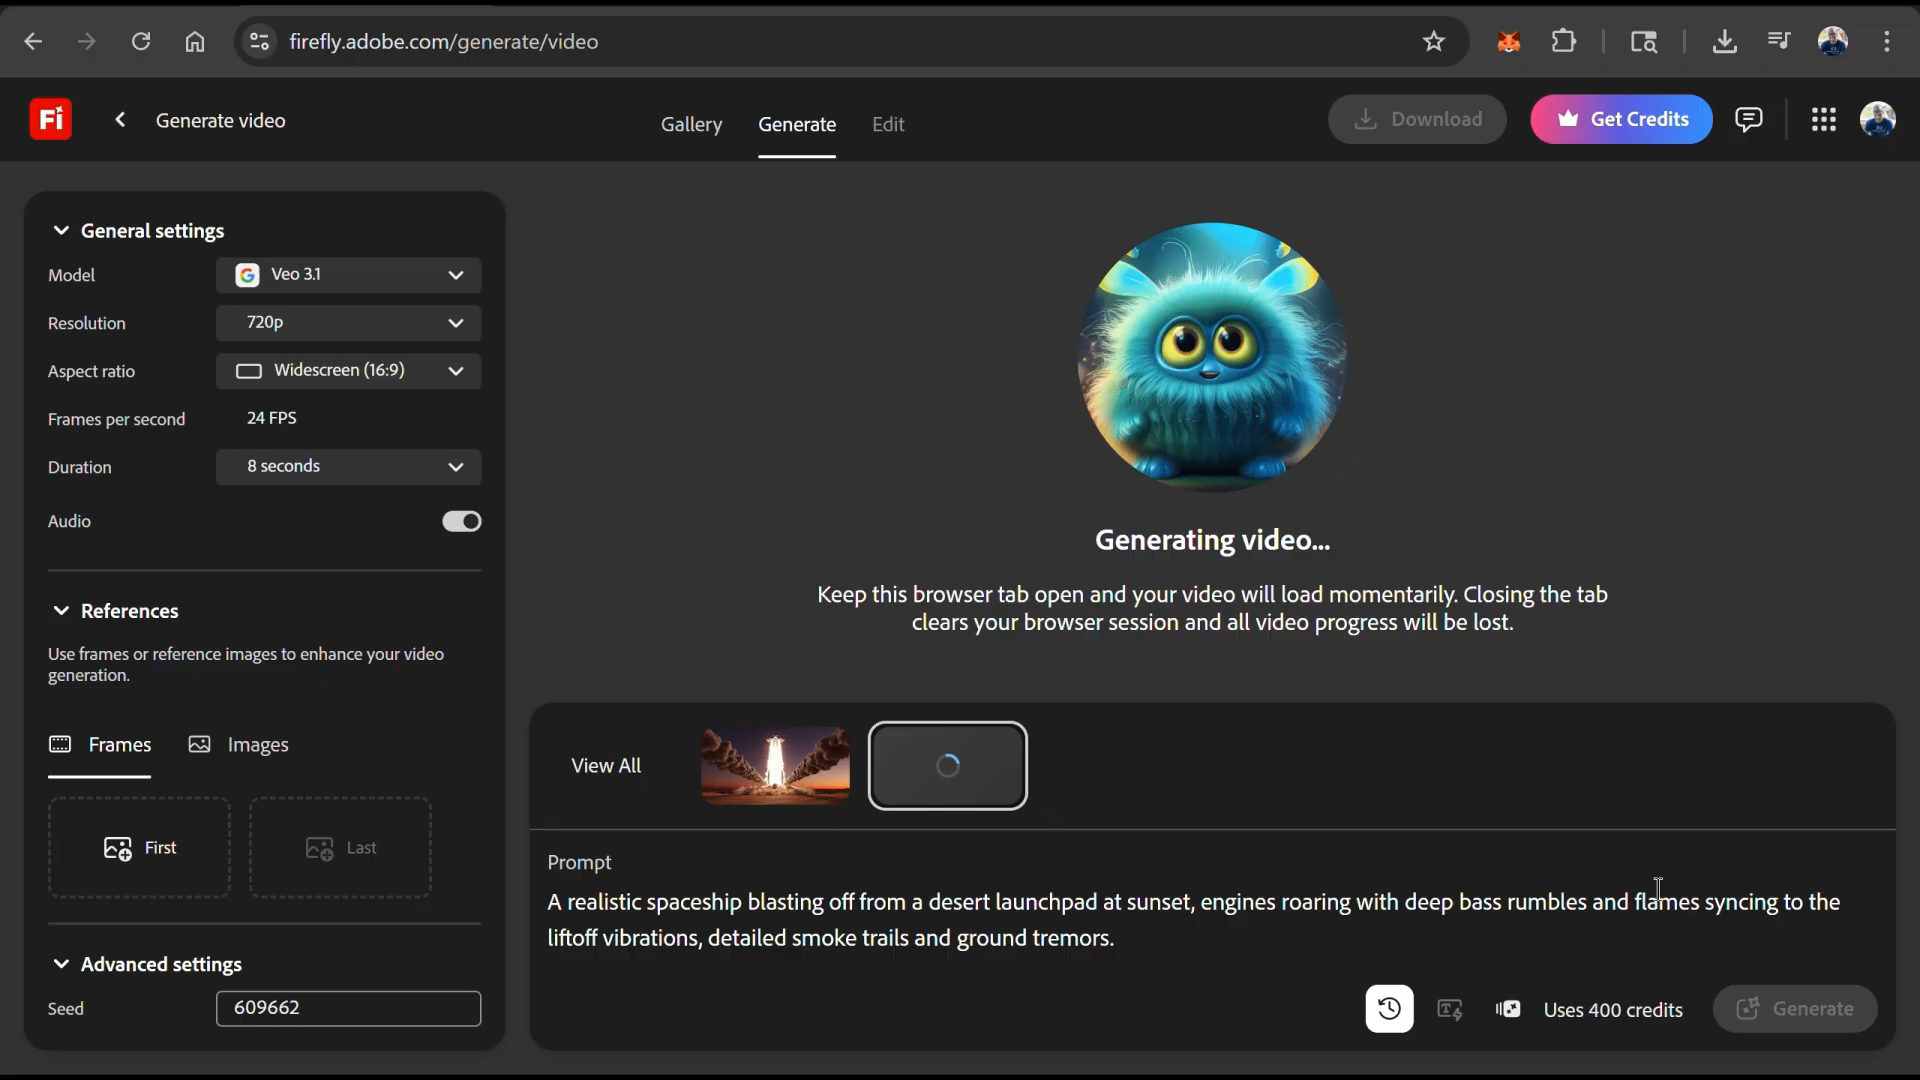 firefly.adobe.com/generate/video
Fi
Generate video
Gallery
Generate
Edit
Download
Get Credits
General settings
Model
Veo 3.1
Resolution
720p
Aspect ratio
Widescreen (16:9)
Frames per second
24 FPS
Duration
8 seconds
Audio
References
Use frames or reference images to enhance your video
generation.
Frames
Images
First
Last
Advanced settings
Seed
609662
Generating video...
Keep this browser tab open and your video will load momentarily. Closing the tab
clears your browser session and all video progress will be lost.
View All
Prompt
A realistic spaceship blasting off from a desert launchpad at sunset, engines roaring with deep bass rumbles and flames syncing to the
liftoff vibrations, detailed smoke trails and ground tremors.
Uses 400 credits
Generate